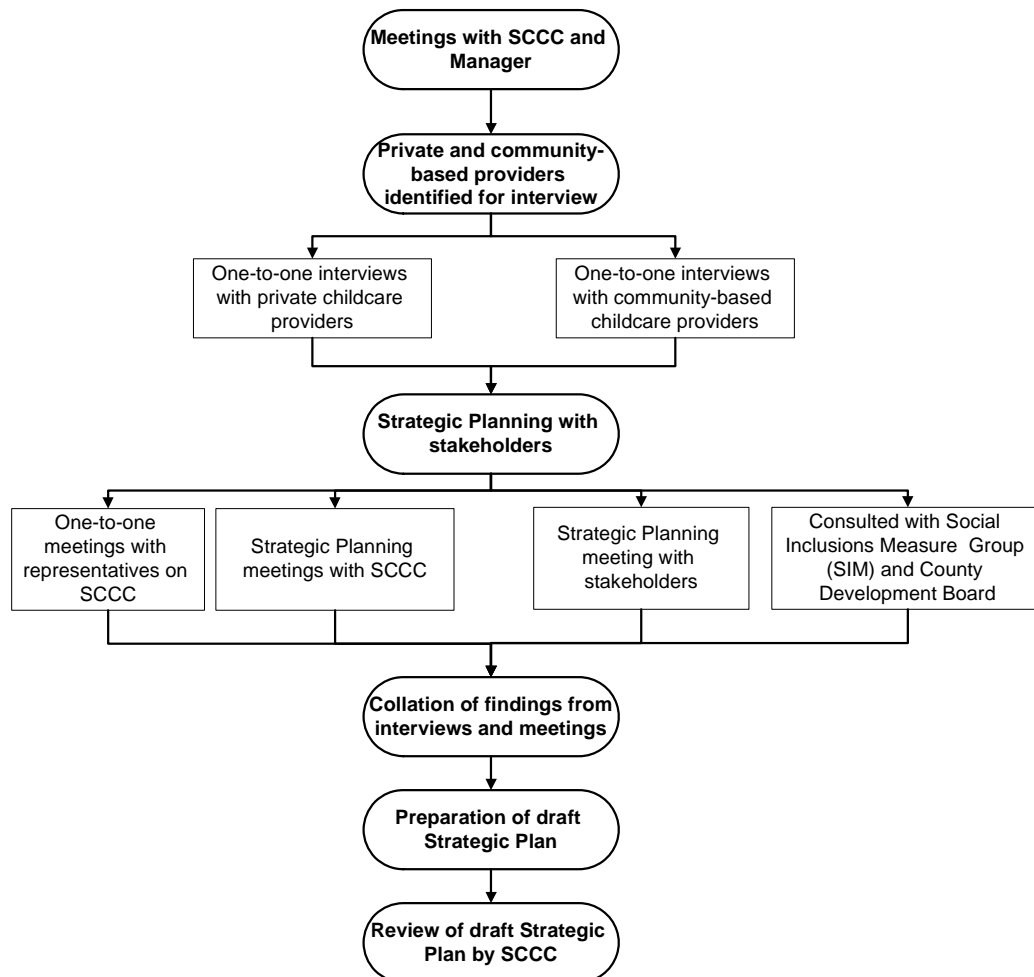 Meetings with SCCC and
Manager
Private and community-
based providers
identified for interview
One-to-one interviews
with private childcare
providers
One-to-one interviews
with community-based
childcare providers
Strategic Planning with
stakeholders
One-to-one
meetings with
representatives on
SCCC
Strategic Planning
meetings with SCCC
Strategic Planning
meeting with
stakeholders
Consulted with Social
Inclusions Measure  Group
(SIM) and County
Development Board
Collation of findings from
interviews and meetings
Preparation of draft
Strategic Plan
Review of draft Strategic
Plan by SCCC